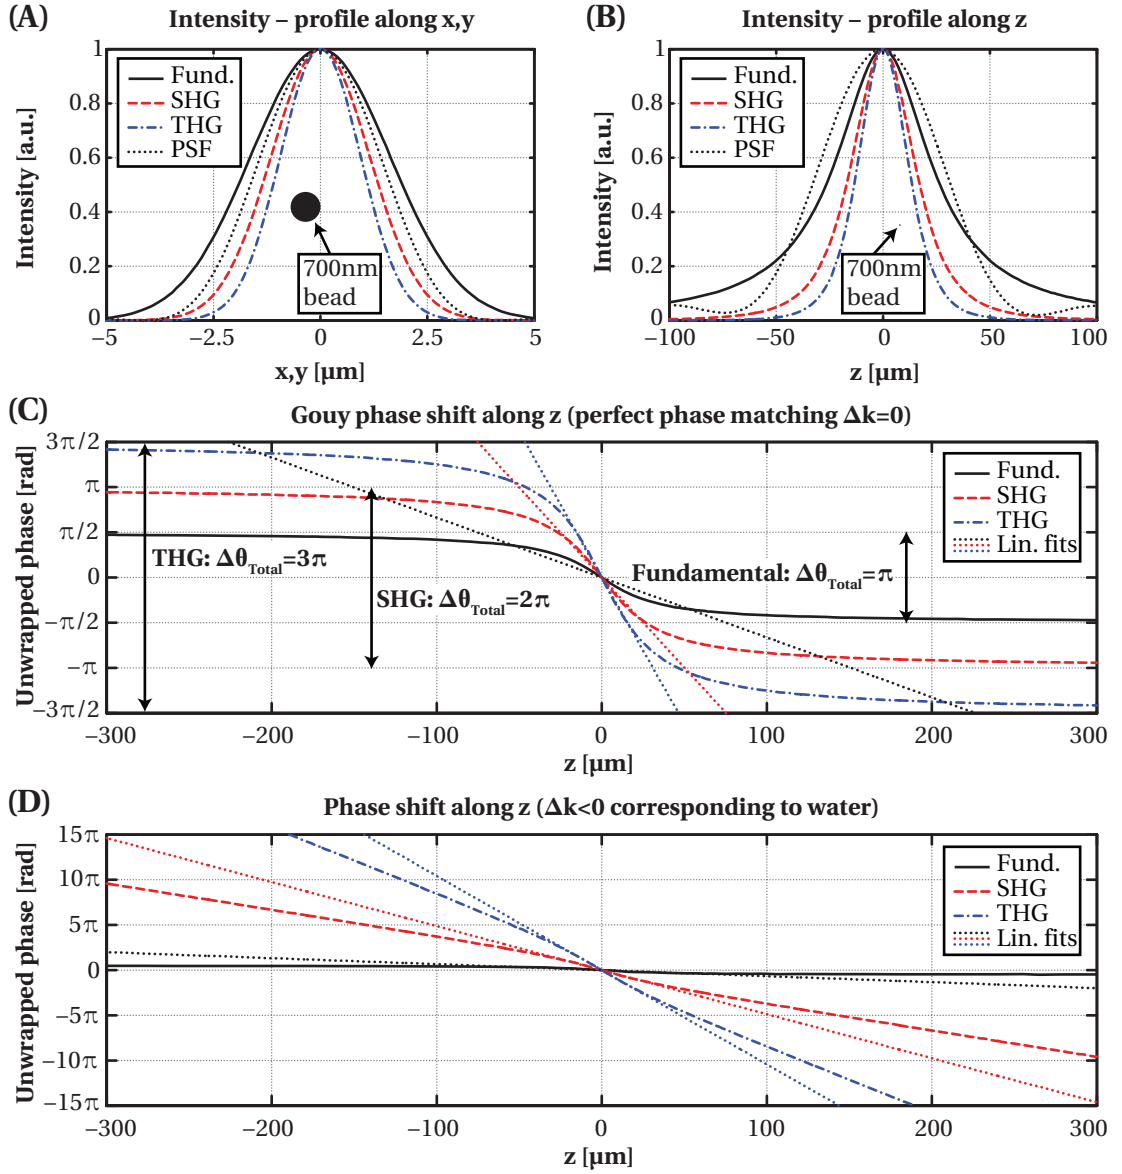 (A) Intensity – profile along x,y
Intensity [a.u.]
1
0.8
0.6
0.4
0.2
0
Fund.
SHG
THG
PSF
700nm
bead
−5 −2.5 0 2.5 5
x,y [µm]
(B) Intensity – profile along z
Intensity [a.u.]
1
0.8
0.6
0.4
0.2
0
Fund.
SHG
THG
PSF
700nm
bead
−100 −50 0 50 100
z [µm]
(C) Gouy phase shift along z (perfect phase matching Δk=0)
Unwrapped phase [rad]
3π/2
π
π/2
0
−π/2
−π
−3π/2
Fund.
SHG
THG
Lin. fits
THG: ΔθTotal=3π
SHG: ΔθTotal=2π
Fundamental: ΔθTotal=π
−300 −200 −100 0 100 200 300
z [µm]
(D) Phase shift along z (Δk<0 corresponding to water)
Unwrapped phase [rad]
15π
10π
5π
0
−5π
−10π
−15π
Fund.
SHG
THG
Lin. fits
−300 −200 −100 0 100 200 300
z [µm]